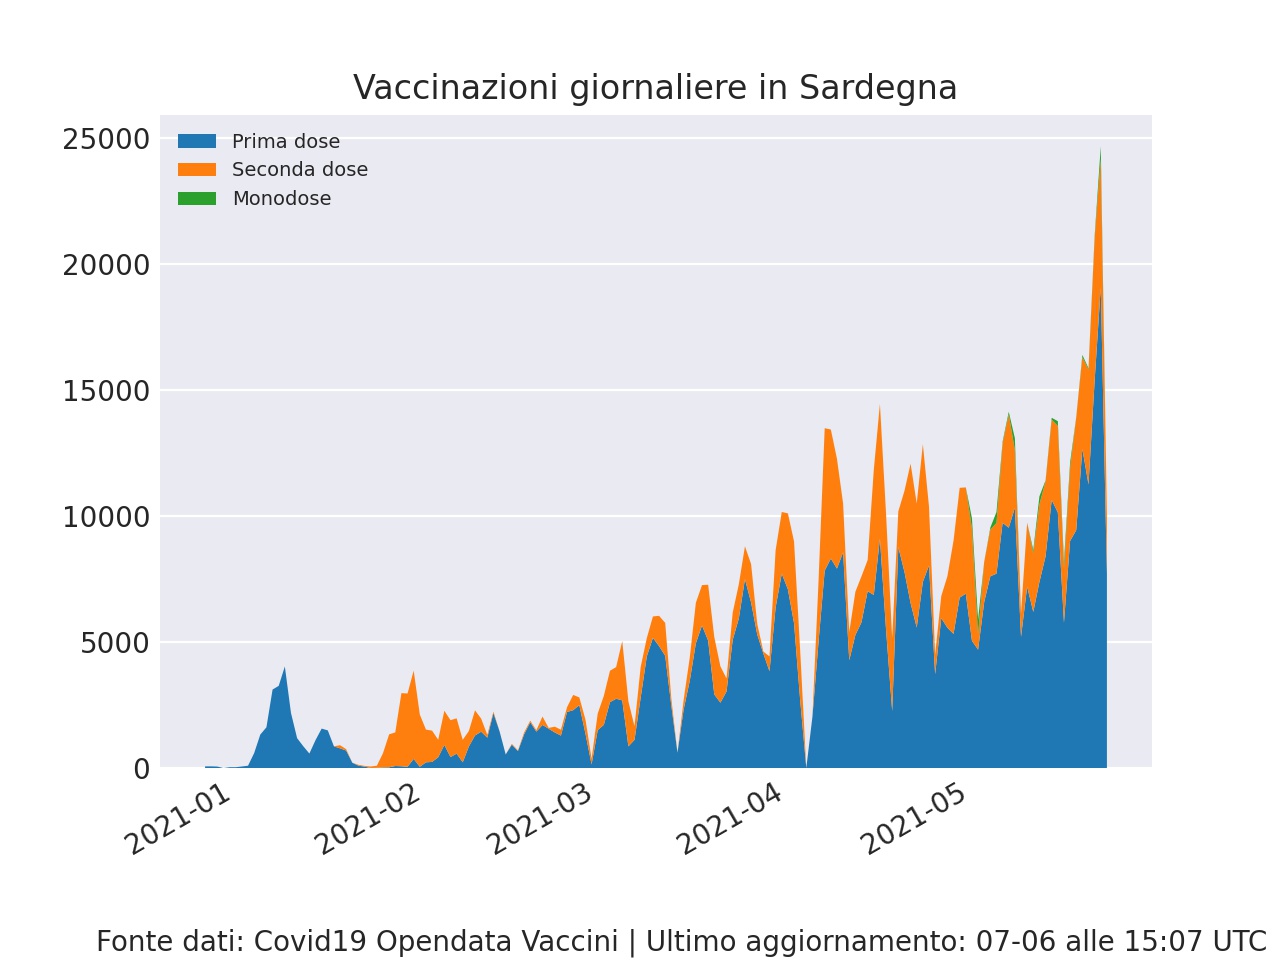 Vaccinazioni giornaliere in Sardegna
25000
20000
15000
10000
5000
0
Prima dose
Seconda dose
Monodose
2021-01
2021-02
2021-03
2021-04
2021-05
Fonte dati: Covid19 Opendata Vaccini | Ultimo aggiornamento: 07-06 alle 15:07 UTC